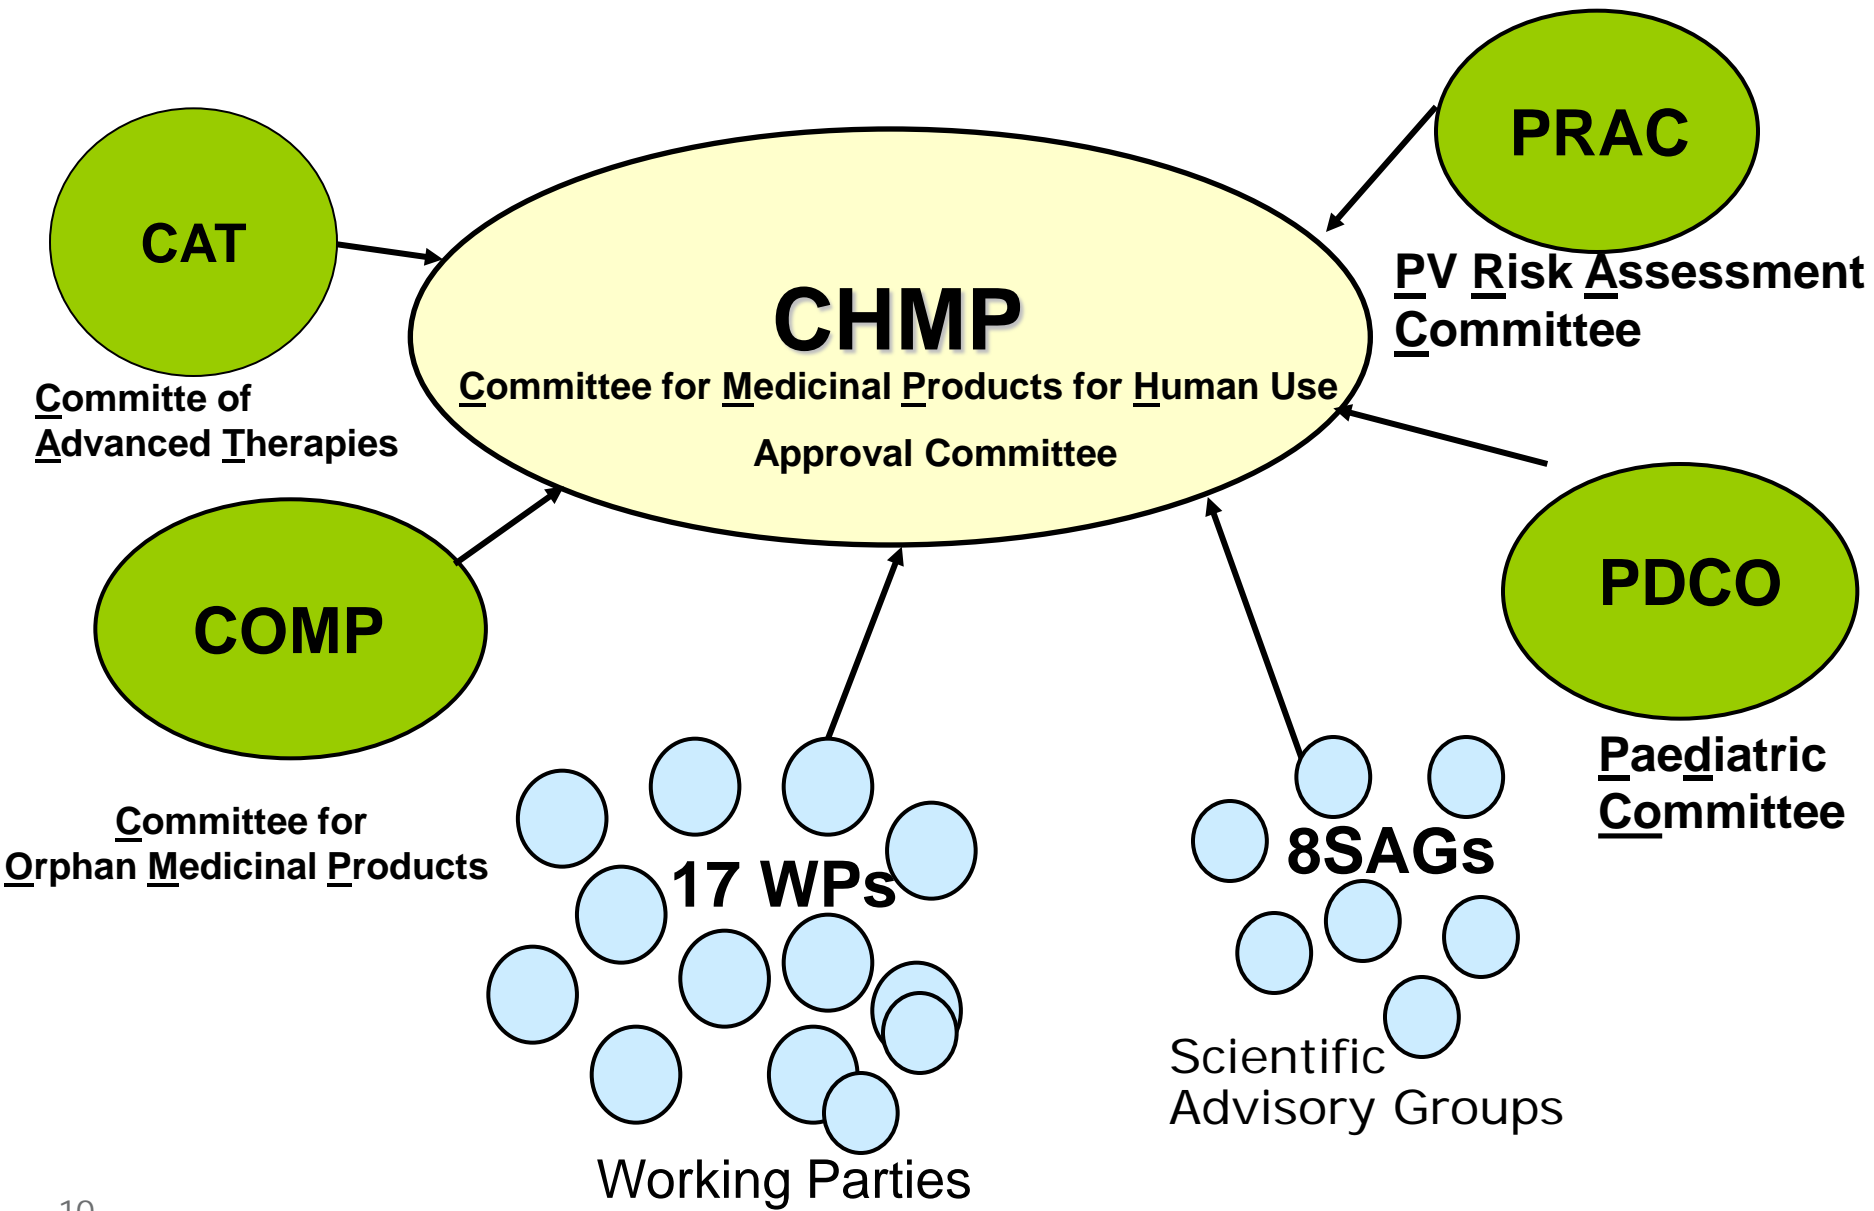 PRAC
CAT
PV Risk Assessment
Committee
CHMP
Committee for Medicinal Products for Human Use
Approval Committee
Committe of
Advanced Therapies
COMP
PDCO
Committee for
Orphan Medicinal Products
Paediatric
Committee
17 WPs
8SAGs
Scientific
Advisory Groups
Working Parties
10